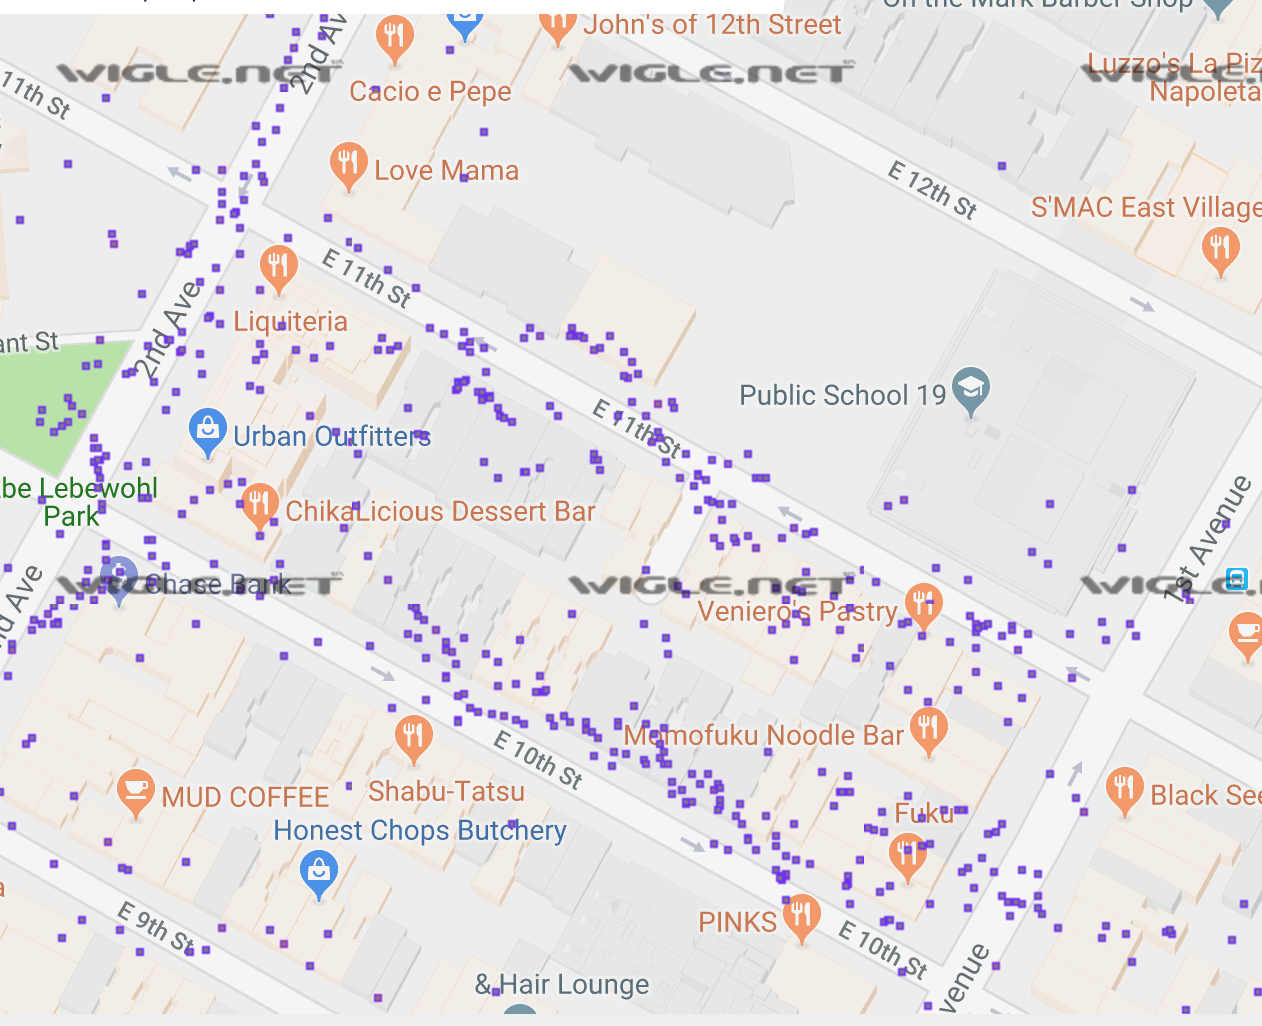 On the Mark Barber Shop
John's of 12th Street
2nd Ave
WiGLE.net
WiGLE.net
Luzzo's La Piz
Napoleta
WiGLE.net
11th St
Cacio e Pepe
Love Mama
E 12th St
S'MAC East Village
E 11th St
2nd Ave
Liquiteria
ant St
Public School 19
E 11th St
Urban Outfitters
be Lebewohl
Park
ChikaLicious Dessert Bar
1st Avenue
Chase Bank
WiGLE.net
WiGLE.net
WiGLE.net
nd Ave
Veniero's Pastry
Momofuku Noodle Bar
E 10th St
MUD COFFEE
Shabu-Tatsu
Black See
Honest Chops Butchery
Fuku
E 9th St
PINKS
E 10th St
& Hair Lounge
venue